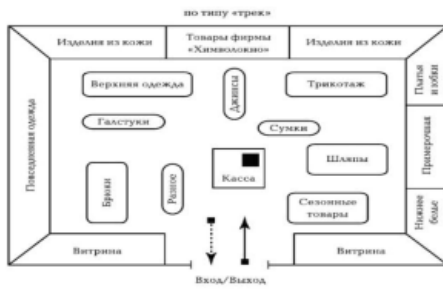 по типу «трек»
Изделия из кожи
Товары фирмы
«Химволокно»
Изделия из кожи
Повседневная одежда
Верхняя одежда
Джинсы
Трикотаж
Платья
и юбки
Галстуки
Сумки
Примерочная
Шляпы
Касса
Брюки
Разное
Сезонные
товары
Нижнее
белье
Витрина
Витрина
Вход/Выход